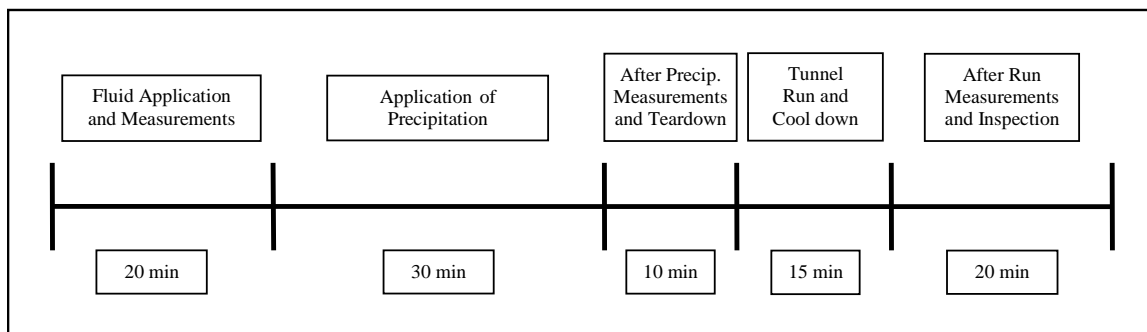 Fluid Application
and Measurements
Application of
Precipitation
After Precip.
Measurements
and Teardown
Tunnel
Run and
Cool down
After Run
Measurements
and Inspection
20 min
30 min
10 min
15 min
20 min